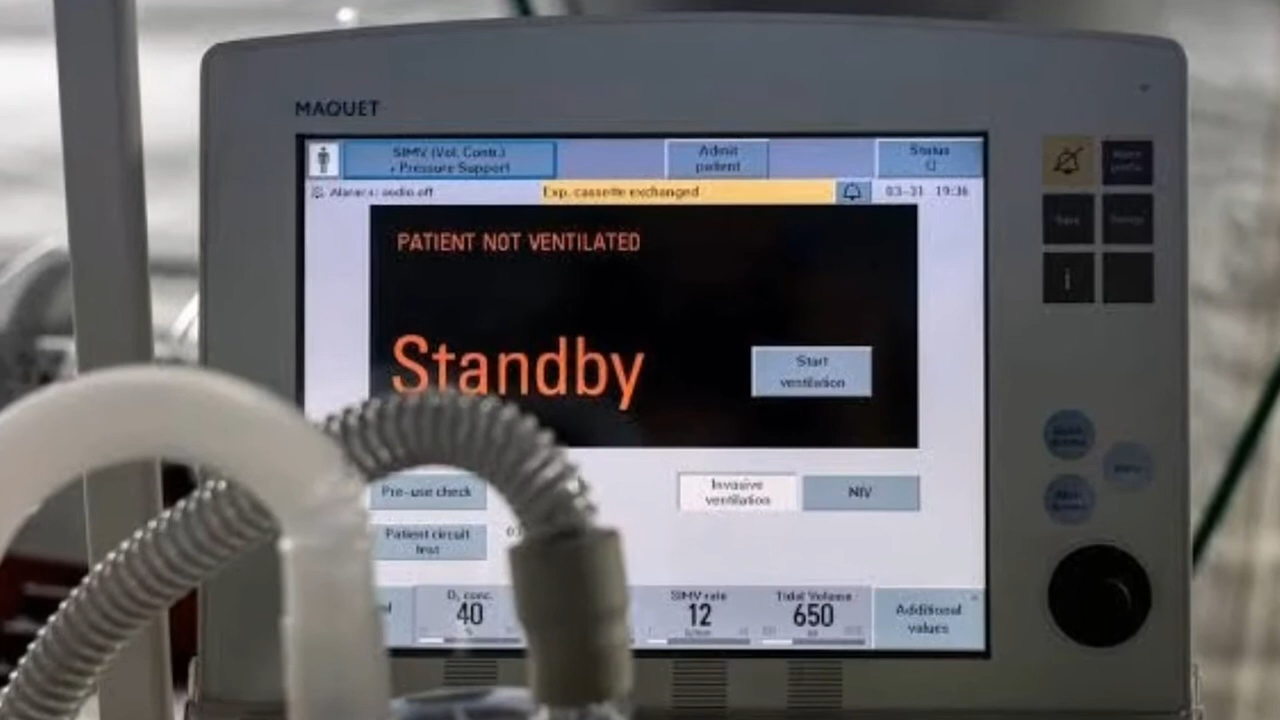 MAQUET
SIMV (Vol. Contr.)
+ Pressure Support
Admit
patient
Status
Alarms: audio off
Exp. cassette exchanged
03-31 19:36
PATIENT NOT VENTILATED
Standby
Start
ventilation
Pre-use check
Invasive
ventilation
NIV
Patient circuit
test
O₂ conc.
40
%
SIMV rate
12
Tidal Volume
650
Additional
values